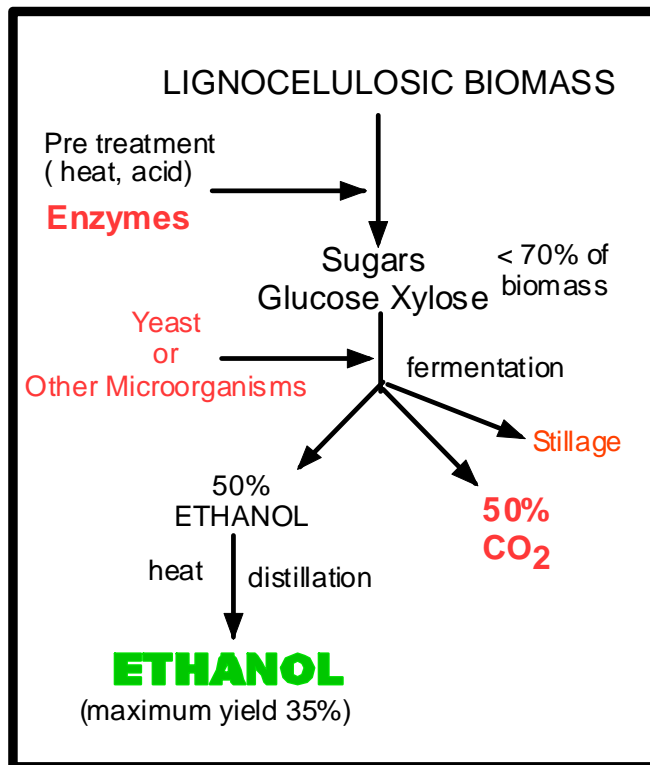 LIGNOCELULOSIC BIOMASS
Pre treatment
( heat, acid)
Enzymes
Sugars
Glucose Xylose
< 70% of
biomass
Yeast
or
Other Microorganisms
fermentation
Stillage
50%
ETHANOL
50%
CO2
heat
distillation
ETHANOL
(maximum yield 35%)